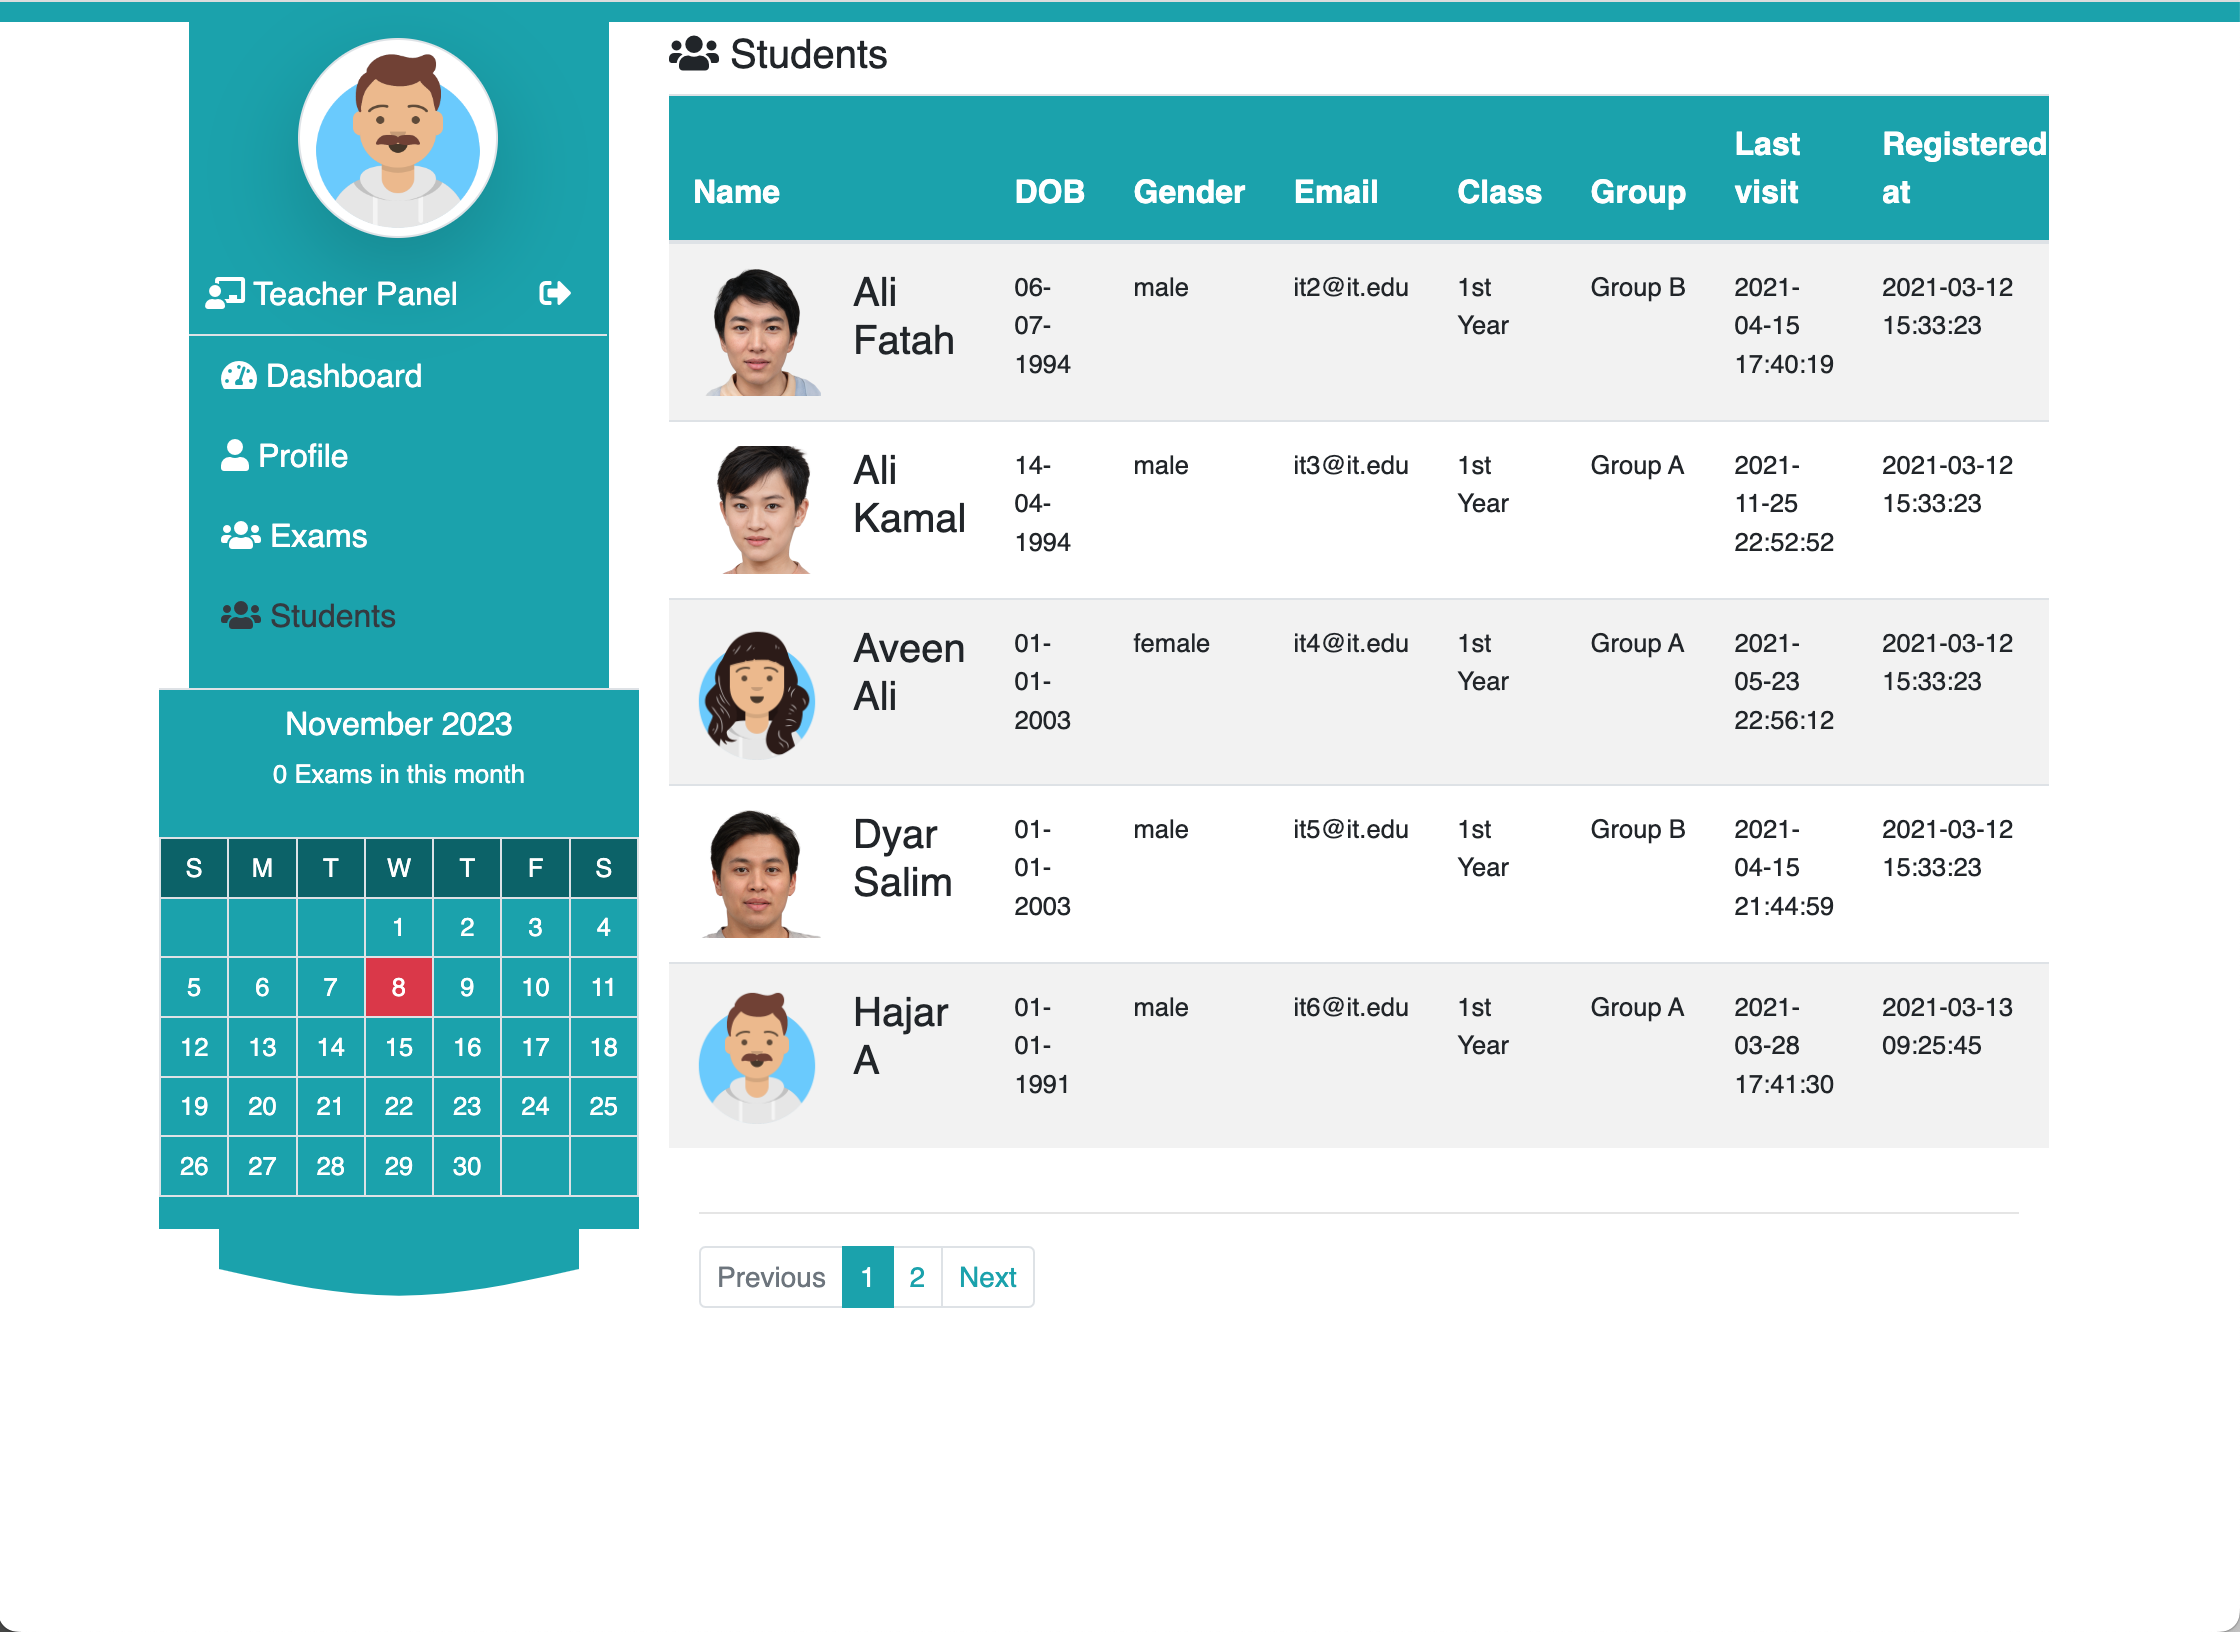 Teacher Panel
Dashboard
Profile
Exams
Students
November 2023
0 Exams in this month
S M T W T F S
1 2 3 4
5 6 7 8 9 10 11
12 13 14 15 16 17 18
19 20 21 22 23 24 25
26 27 28 29 30
Students
Name DOB Gender Email Class Group Last visit Registered at
Ali Fatah 06-07-1994 male it2@it.edu 1st Year Group B 2021-04-15 17:40:19 2021-03-12 15:33:23
Ali Kamal 14-04-1994 male it3@it.edu 1st Year Group A 2021-11-25 22:52:52 2021-03-12 15:33:23
Aveen Ali 01-01-2003 female it4@it.edu 1st Year Group A 2021-05-23 22:56:12 2021-03-12 15:33:23
Dyar Salim 01-01-2003 male it5@it.edu 1st Year Group B 2021-04-15 21:44:59 2021-03-12 15:33:23
Hajar A 01-01-1991 male it6@it.edu 1st Year Group A 2021-03-28 17:41:30 2021-03-13 09:25:45
Previous 1 2 Next